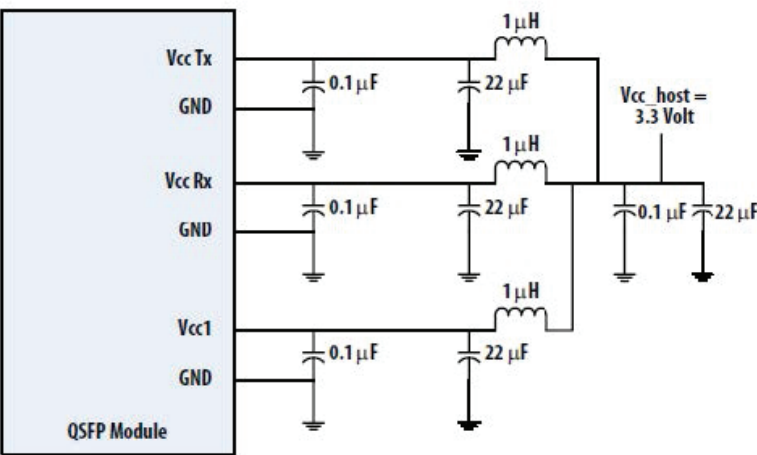 1 μH
Vcc Tx
0.1 μF
22 μF
GND
Vcc_host =
3.3 Volt
1 μH
Vcc Rx
0.1 μF
22 μF
0.1 μF
22 μF
GND
1 μH
Vcc1
0.1 μF
22 μF
GND
QSFP Module